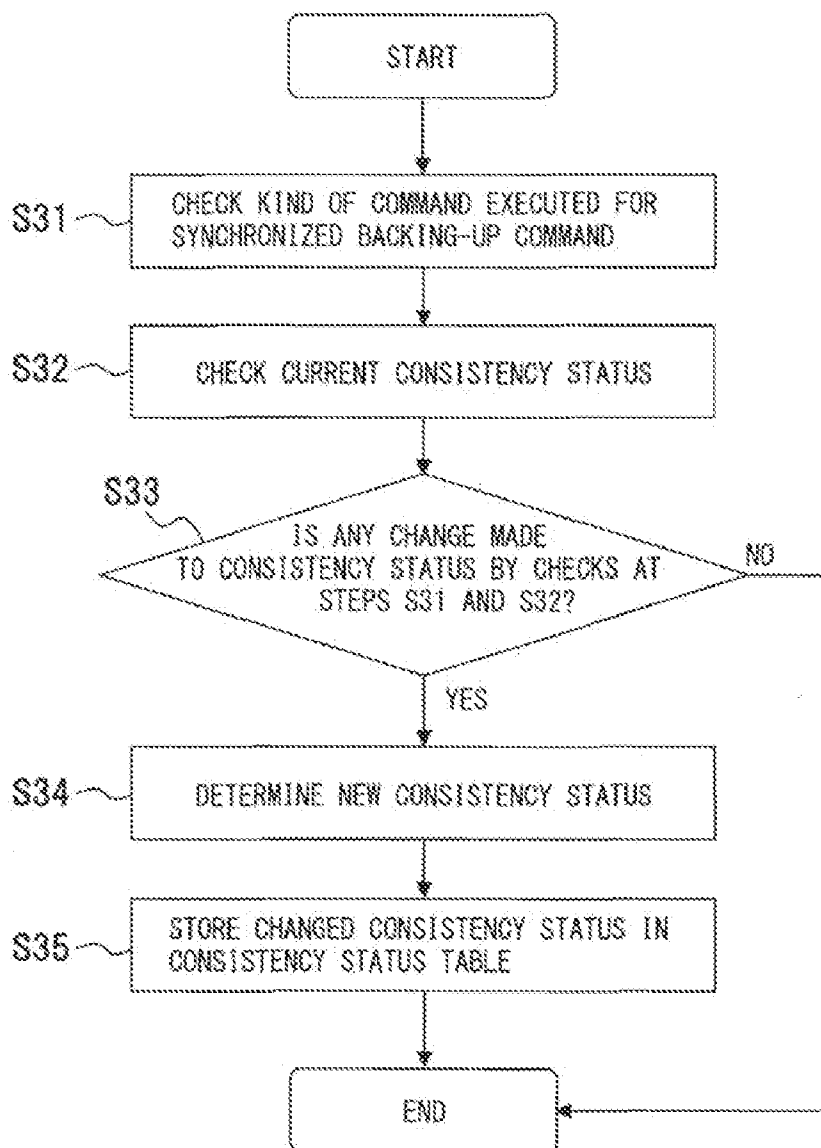 START
S31
CHECK KIND OF COMMAND EXECUTED FOR
SYNCHRONIZED BACKING-UP COMMAND
S32
CHECK CURRENT CONSISTENCY STATUS
S33
IS ANY CHANGE MADE
TO CONSISTENCY STATUS BY CHECKS AT
STEPS S31 AND S32?
NO
YES
S34
DETERMINE NEW CONSISTENCY STATUS
S35
STORE CHANGED CONSISTENCY STATUS IN
CONSISTENCY STATUS TABLE
END